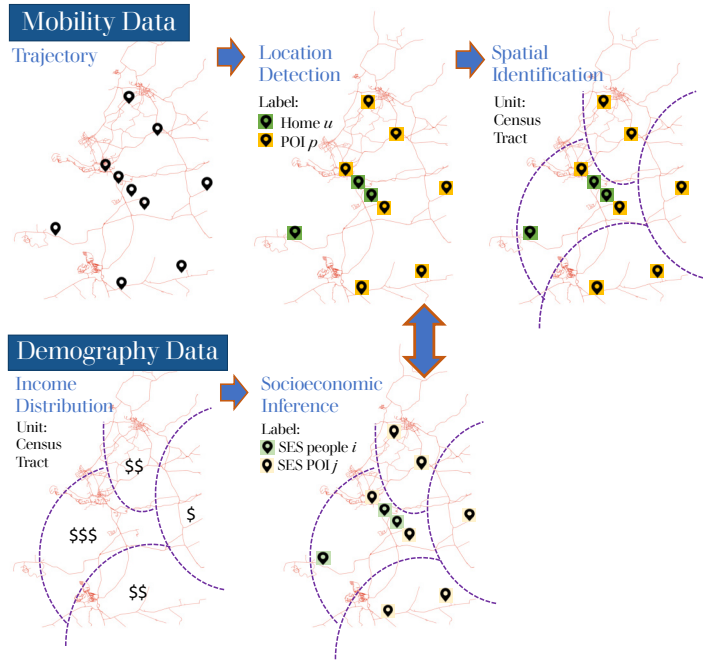 Mobility Data
Trajectory
Location
Detection
Label:
Home u
POI p
Spatial
Identification
Unit:
Census
Tract
Demography Data
Income
Distribution
Unit:
Census
Tract
$$
$
$$$
$$
Socioeconomic
Inference
Label:
SES people i
SES POI j